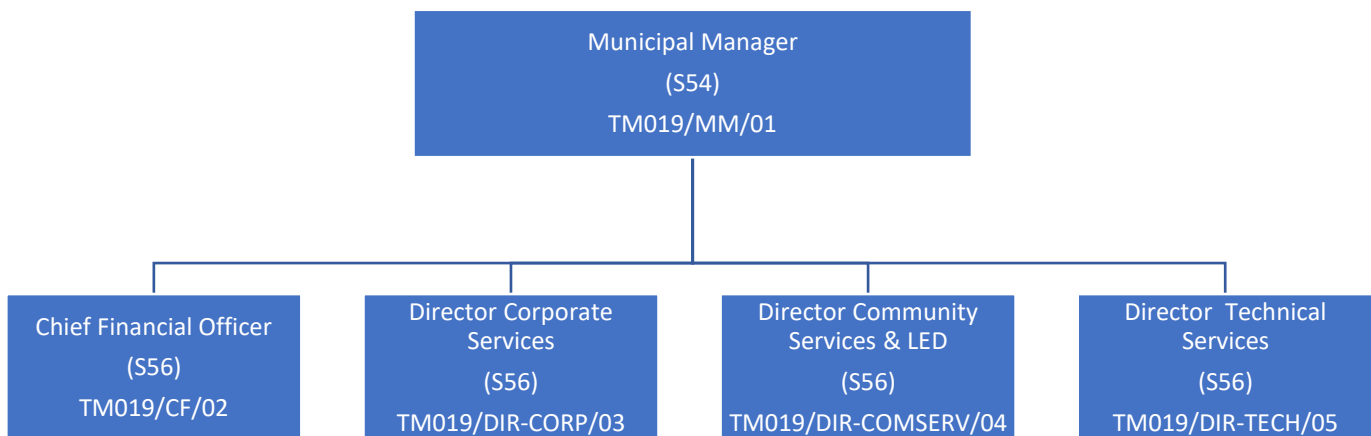 Municipal Manager
(S54)
TM019/MM/01
Chief Financial Officer
(S56)
TM019/CF/02
Director Corporate
Services
(S56)
TM019/DIR-CORP/03
Director Community
Services & LED
(S56)
TM019/DIR-COMSERV/04
Director Technical
Services
(S56)
TM019/DIR-TECH/05